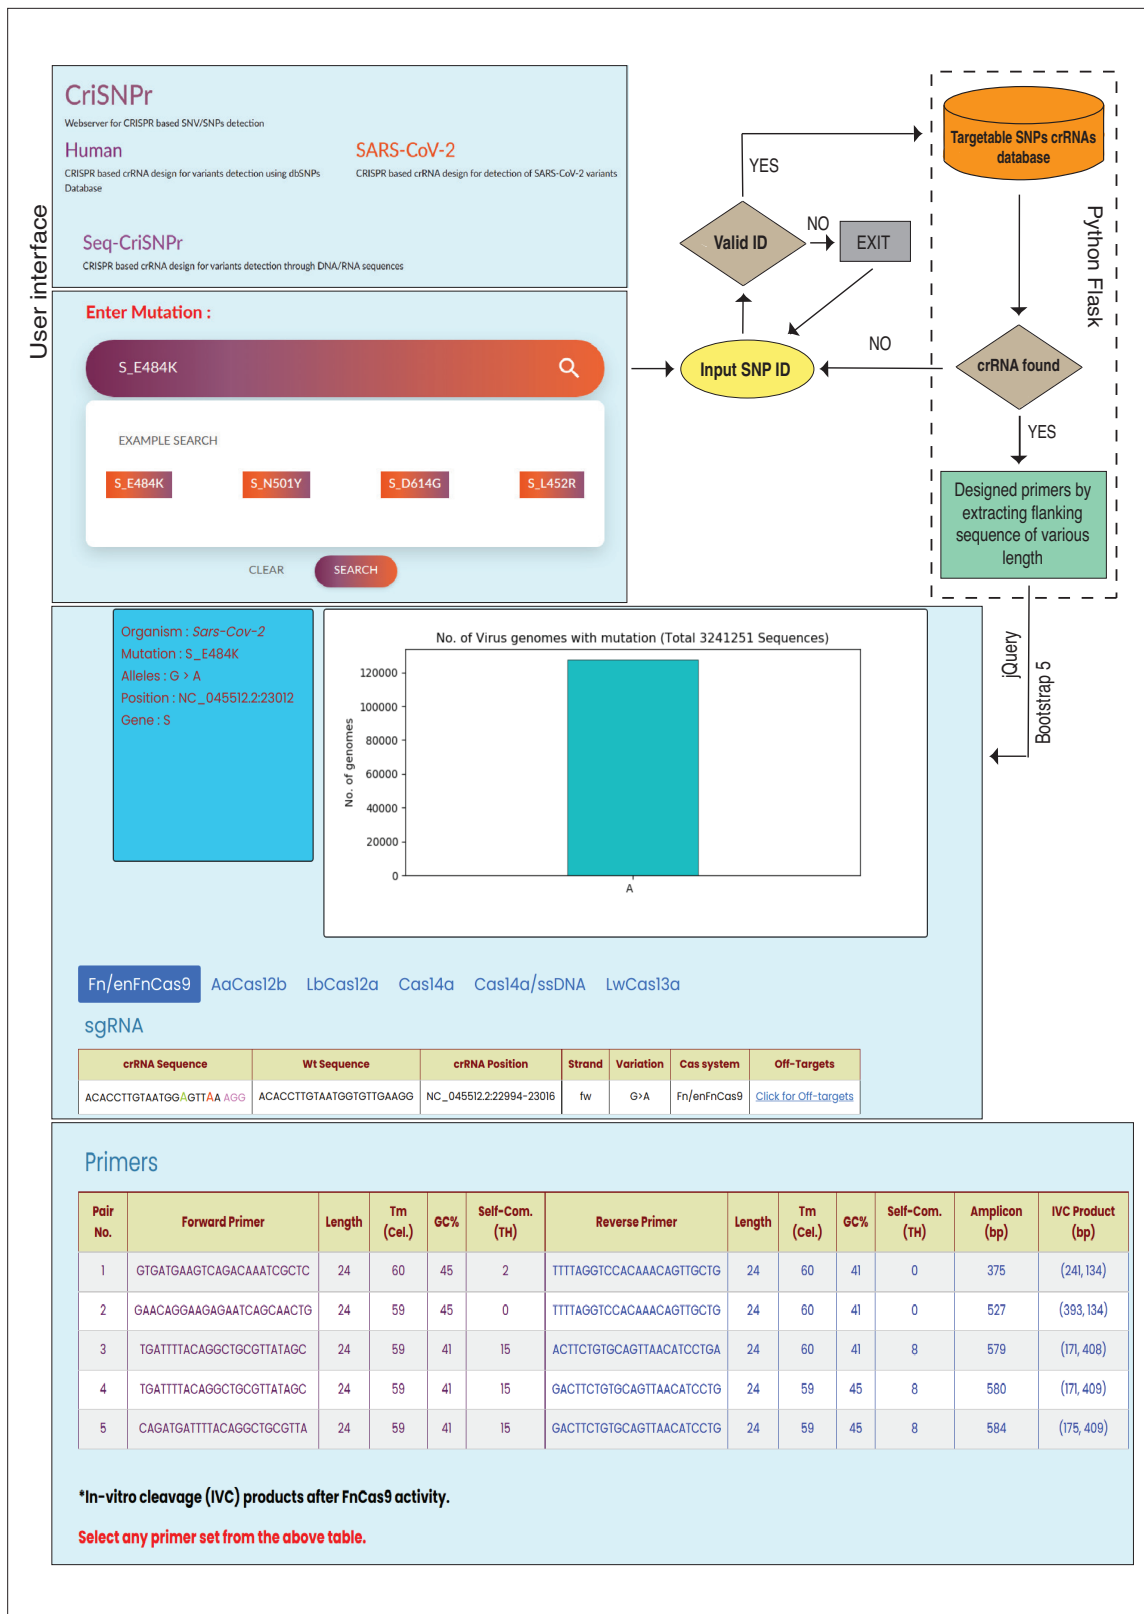 User interface
CriSNPr
Webserver for CRISPR based SNV/SNPs detection
Human
CRISPR based crRNA design for variants detection using dbSNPs
Database
SARS-CoV-2
CRISPR based crRNA design for detection of SARS-CoV-2 variants
Seq-CriSNPr
CRISPR based crRNA design for variants detection through DNA/RNA sequences
Enter Mutation :
S_E484K
EXAMPLE SEARCH
S_E484K S_N501Y S_D614G S_L452R
CLEAR SEARCH
Input SNP ID
Valid ID
YES
NO
EXIT
Targetable SNPs crRNAs
database
Python Flask
NO
crRNA found
YES
Designed primers by
extracting flanking
sequence of various
length
jQuery
Bootstrap 5
Organism : Sars-Cov-2
Mutation : S_E484K
Alleles : G > A
Position : NC_045512.2:23012
Gene : S
No. of Virus genomes with mutation (Total 3241251 Sequences)
No. of genomes
120000
100000
80000
60000
40000
20000
0
A
Fn/enFnCas9 AaCas12b LbCas12a Cas14a Cas14a/ssDNA LwCas13a
sgRNA
crRNA Sequence Wt Sequence crRNA Position Strand Variation Cas system Off-Targets
ACACCTTGTAATGGAGTTAA AGG ACACCTTGTAATGGTGTTGAAGG NC_045512.2:22994-23016 fw G>A Fn/enFnCas9 Click for Off-targets
Primers
Pair No. Forward Primer Length Tm (Cel.) GC% Self-Com. (TH) Reverse Primer Length Tm (Cel.) GC% Self-Com. (TH) Amplicon (bp) IVC Product (bp)
1 GTGATGAAGTCAGACAAATCGCTC 24 60 45 2 TTTTAGGTCCACAAACAGTTGCTG 24 60 41 0 375 (241, 134)
2 GAACAGGAAGAGAATCAGCAACTG 24 59 45 0 TTTTAGGTCCACAAACAGTTGCTG 24 60 41 0 527 (393, 134)
3 TGATTTTACAGGCTGCGTTATAGC 24 59 41 15 ACTTCTGTGCAGTTAACATCCTGA 24 60 41 8 579 (171, 408)
4 TGATTTTACAGGCTGCGTTATAGC 24 59 41 15 GACTTCTGTGCAGTTAACATCCTG 24 59 45 8 580 (171, 409)
5 CAGATGATTTTACAGGCTGCGTTA 24 59 41 15 GACTTCTGTGCAGTTAACATCCTG 24 59 45 8 584 (175, 409)
*In-vitro cleavage (IVC) products after FnCas9 activity.
Select any primer set from the above table.